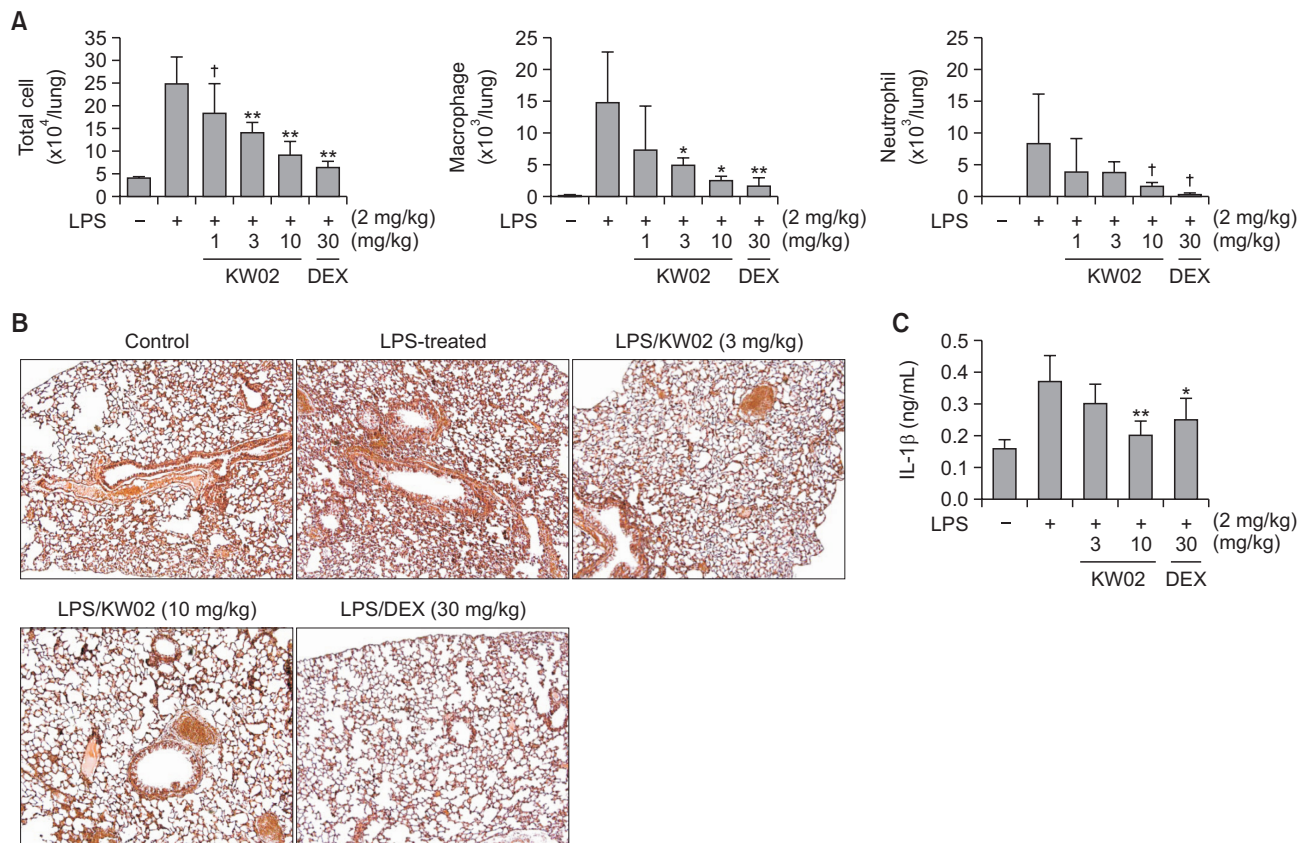 A
Total cell
(x10⁴/lung)
35
30
25
20
15
10
5
0
†
**
**
**
LPS − + + + + + (2 mg/kg)
1 3 10 30 (mg/kg)
KW02 DEX
Macrophage
(x10³/lung)
25
20
15
10
5
0
*
*
**
LPS − + + + + + (2 mg/kg)
1 3 10 30 (mg/kg)
KW02 DEX
Neutrophil
(x10³/lung)
25
20
15
10
5
0
†
†
LPS − + + + + + (2 mg/kg)
1 3 10 30 (mg/kg)
KW02 DEX
B
Control
LPS-treated
LPS/KW02 (3 mg/kg)
LPS/KW02 (10 mg/kg)
LPS/DEX (30 mg/kg)
C
IL-1β (ng/mL)
0.5
0.4
0.3
0.2
0.1
0.0
**
*
LPS − + + + + (2 mg/kg)
3 10 30 (mg/kg)
KW02 DEX